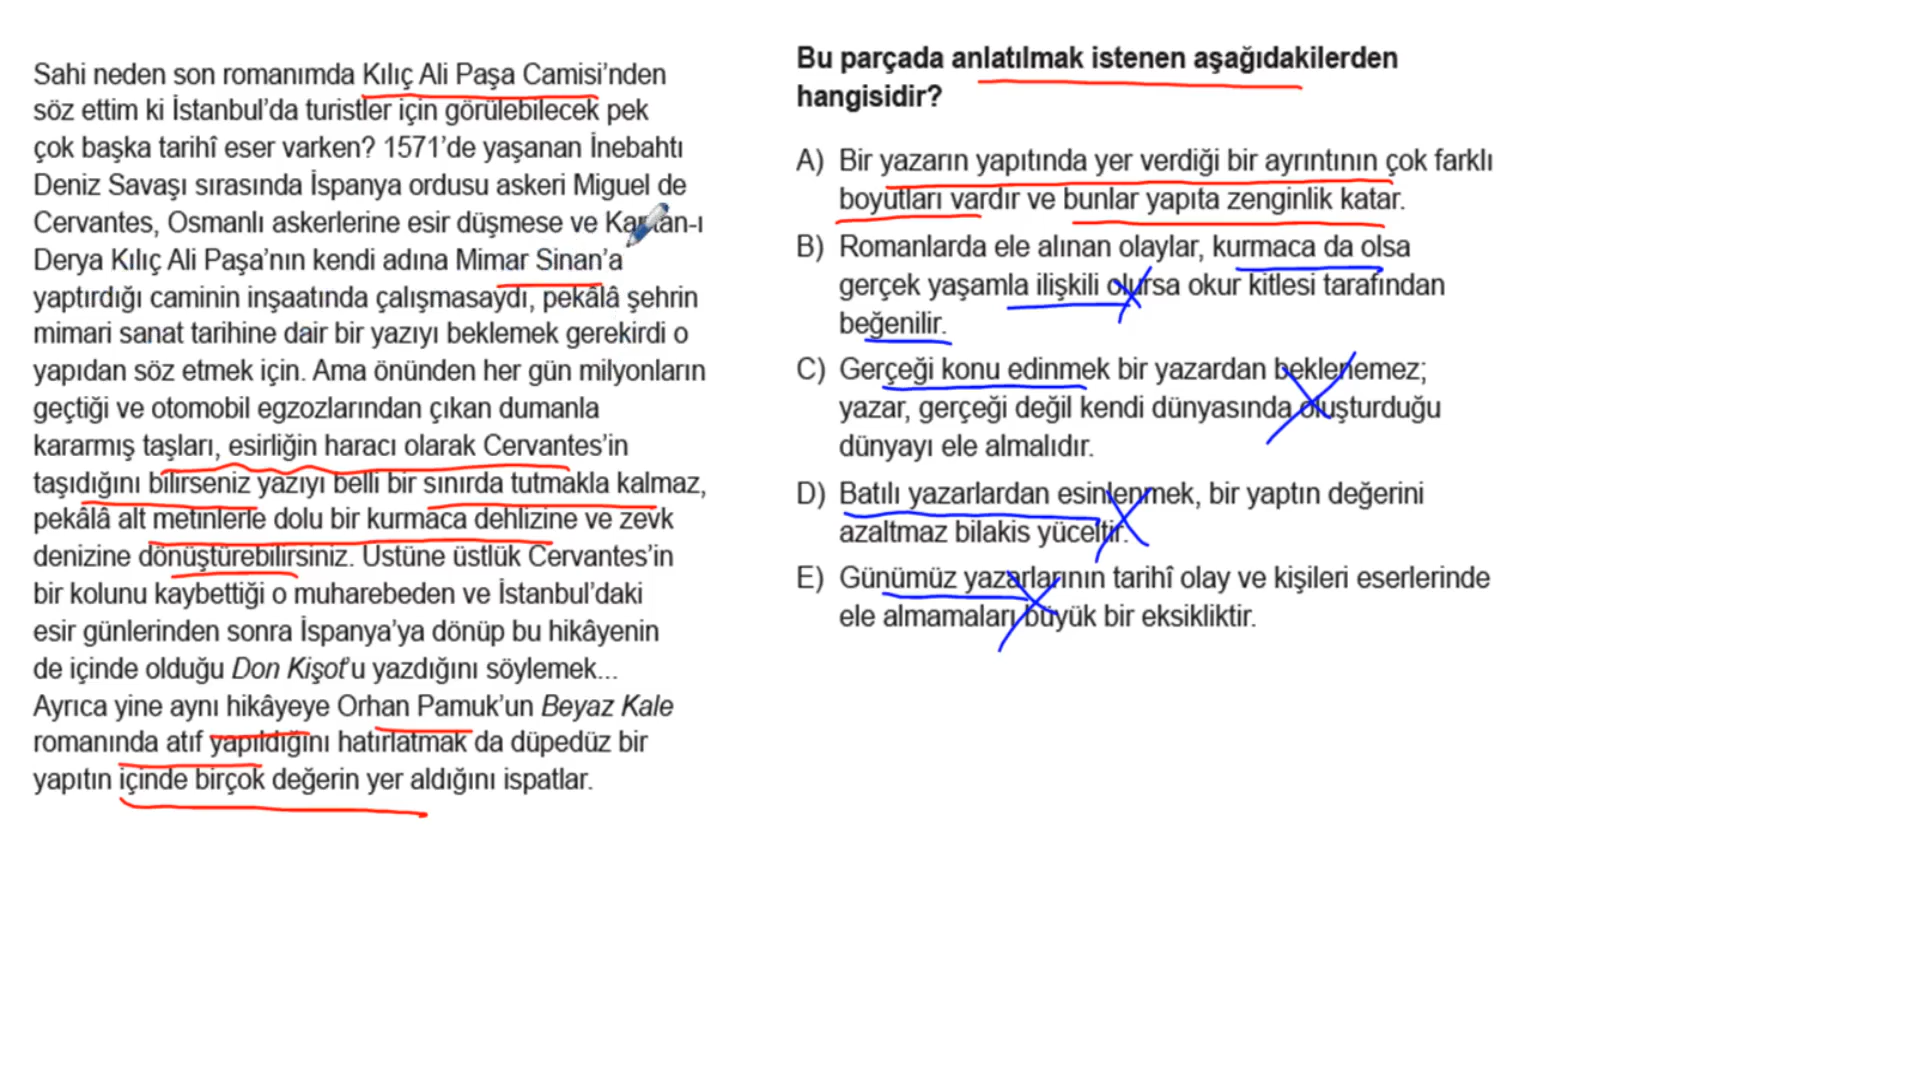 Sahi neden son romanımda Kılıç Ali Paşa Camisi’nden
söz ettim ki İstanbul’da turistler için görülebilecek pek
çok başka tarihî eser varken? 1571’de yaşanan İnebahtı
Deniz Savaşı sırasında İspanya ordusu askeri Miguel de
Cervantes, Osmanlı askerlerine esir düşmese ve Kaptan-ı
Derya Kılıç Ali Paşa’nın kendi adına Mimar Sinan’a
yaptırdığı caminin inşaatında çalışmasaydı, pekâlâ şehrin
mimari sanat tarihine dair bir yazıyı beklemek gerekirdi o
yapıdan söz etmek için. Ama önünden her gün milyonların
geçtiği ve otomobil egzozlarından çıkan dumanla
kararmış taşları, esirliğin haracı olarak Cervantes’in
taşıdığını bilirseniz yazıyı belli bir sınırda tutmakla kalmaz,
pekâlâ alt metinlerle dolu bir kurmaca dehlizine ve zevk
denizine dönüştürebilirsiniz. Üstüne üstlük Cervantes’in
bir kolunu kaybettiği o muharebeden ve İstanbul’daki
esir günlerinden sonra İspanya’ya dönüp bu hikâyenin
de içinde olduğu Don Kişot’u yazdığını söylemek...
Ayrıca yine aynı hikâyeye Orhan Pamuk’un Beyaz Kale
romanında atıf yapıldığını hatırlatmak da düpedüz bir
yapıtın içinde birçok değerin yer aldığını ispatlar.
Bu parçada anlatılmak istenen aşağıdakilerden
hangisidir?
A) Bir yazarın yapıtında yer verdiği bir ayrıntının çok farklı
boyutları vardır ve bunlar yapıta zenginlik katar.
B) Romanlarda ele alınan olaylar, kurmaca da olsa
gerçek yaşamla ilişkili olursa okur kitlesi tarafından
beğenilir.
C) Gerçeği konu edinmek bir yazardan beklenemez;
yazar, gerçeği değil kendi dünyasında oluşturduğu
dünyayı ele almalıdır.
D) Batılı yazarlardan esinlenmek, bir yaptın değerini
azaltmaz bilakis yüceltir.
E) Günümüz yazarlarının tarihî olay ve kişileri eserlerinde
ele almamaları büyük bir eksikliktir.